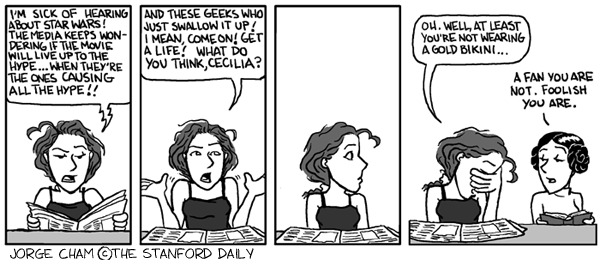 I'M SICK OF HEARING
ABOUT STAR WARS!
THE MEDIA KEEPS WON-
DERING IF THE MOVIE
WILL LIVE UP TO THE
HYPE... WHEN THEY'RE
THE ONES CAUSING
ALL THE HYPE!!
AND THESE GEEKS WHO
JUST SWALLOW IT UP!
I MEAN, COME ON! GET
A LIFE! WHAT DO
YOU THINK, CECILIA?
OH. WELL, AT LEAST
YOU'RE NOT WEARING
A GOLD BIKINI...
A FAN YOU ARE
NOT. FOOLISH
YOU ARE.
JORGE CHAM ©THE STANFORD DAILY